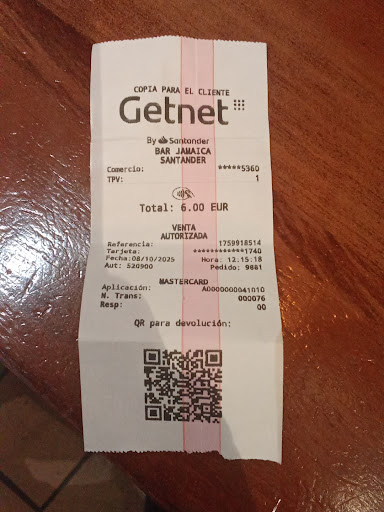 COPIA PARA EL CLIENTE
Getnet
By Santander
BAR JAMAICA
SANTANDER
Comercio: *****5360
TPV: 1
Total: 6.00 EUR
VENTA
AUTORIZADA
Referencia: 1759918514
Tarjeta: ************1740
Fecha:08/10/2025 Hora: 12:15:18
Aut: 520900 Pedido: 9881
MASTERCARD
Aplicación: A0000000041010
N. Trans: 000076
Resp: 00
QR para devolución: